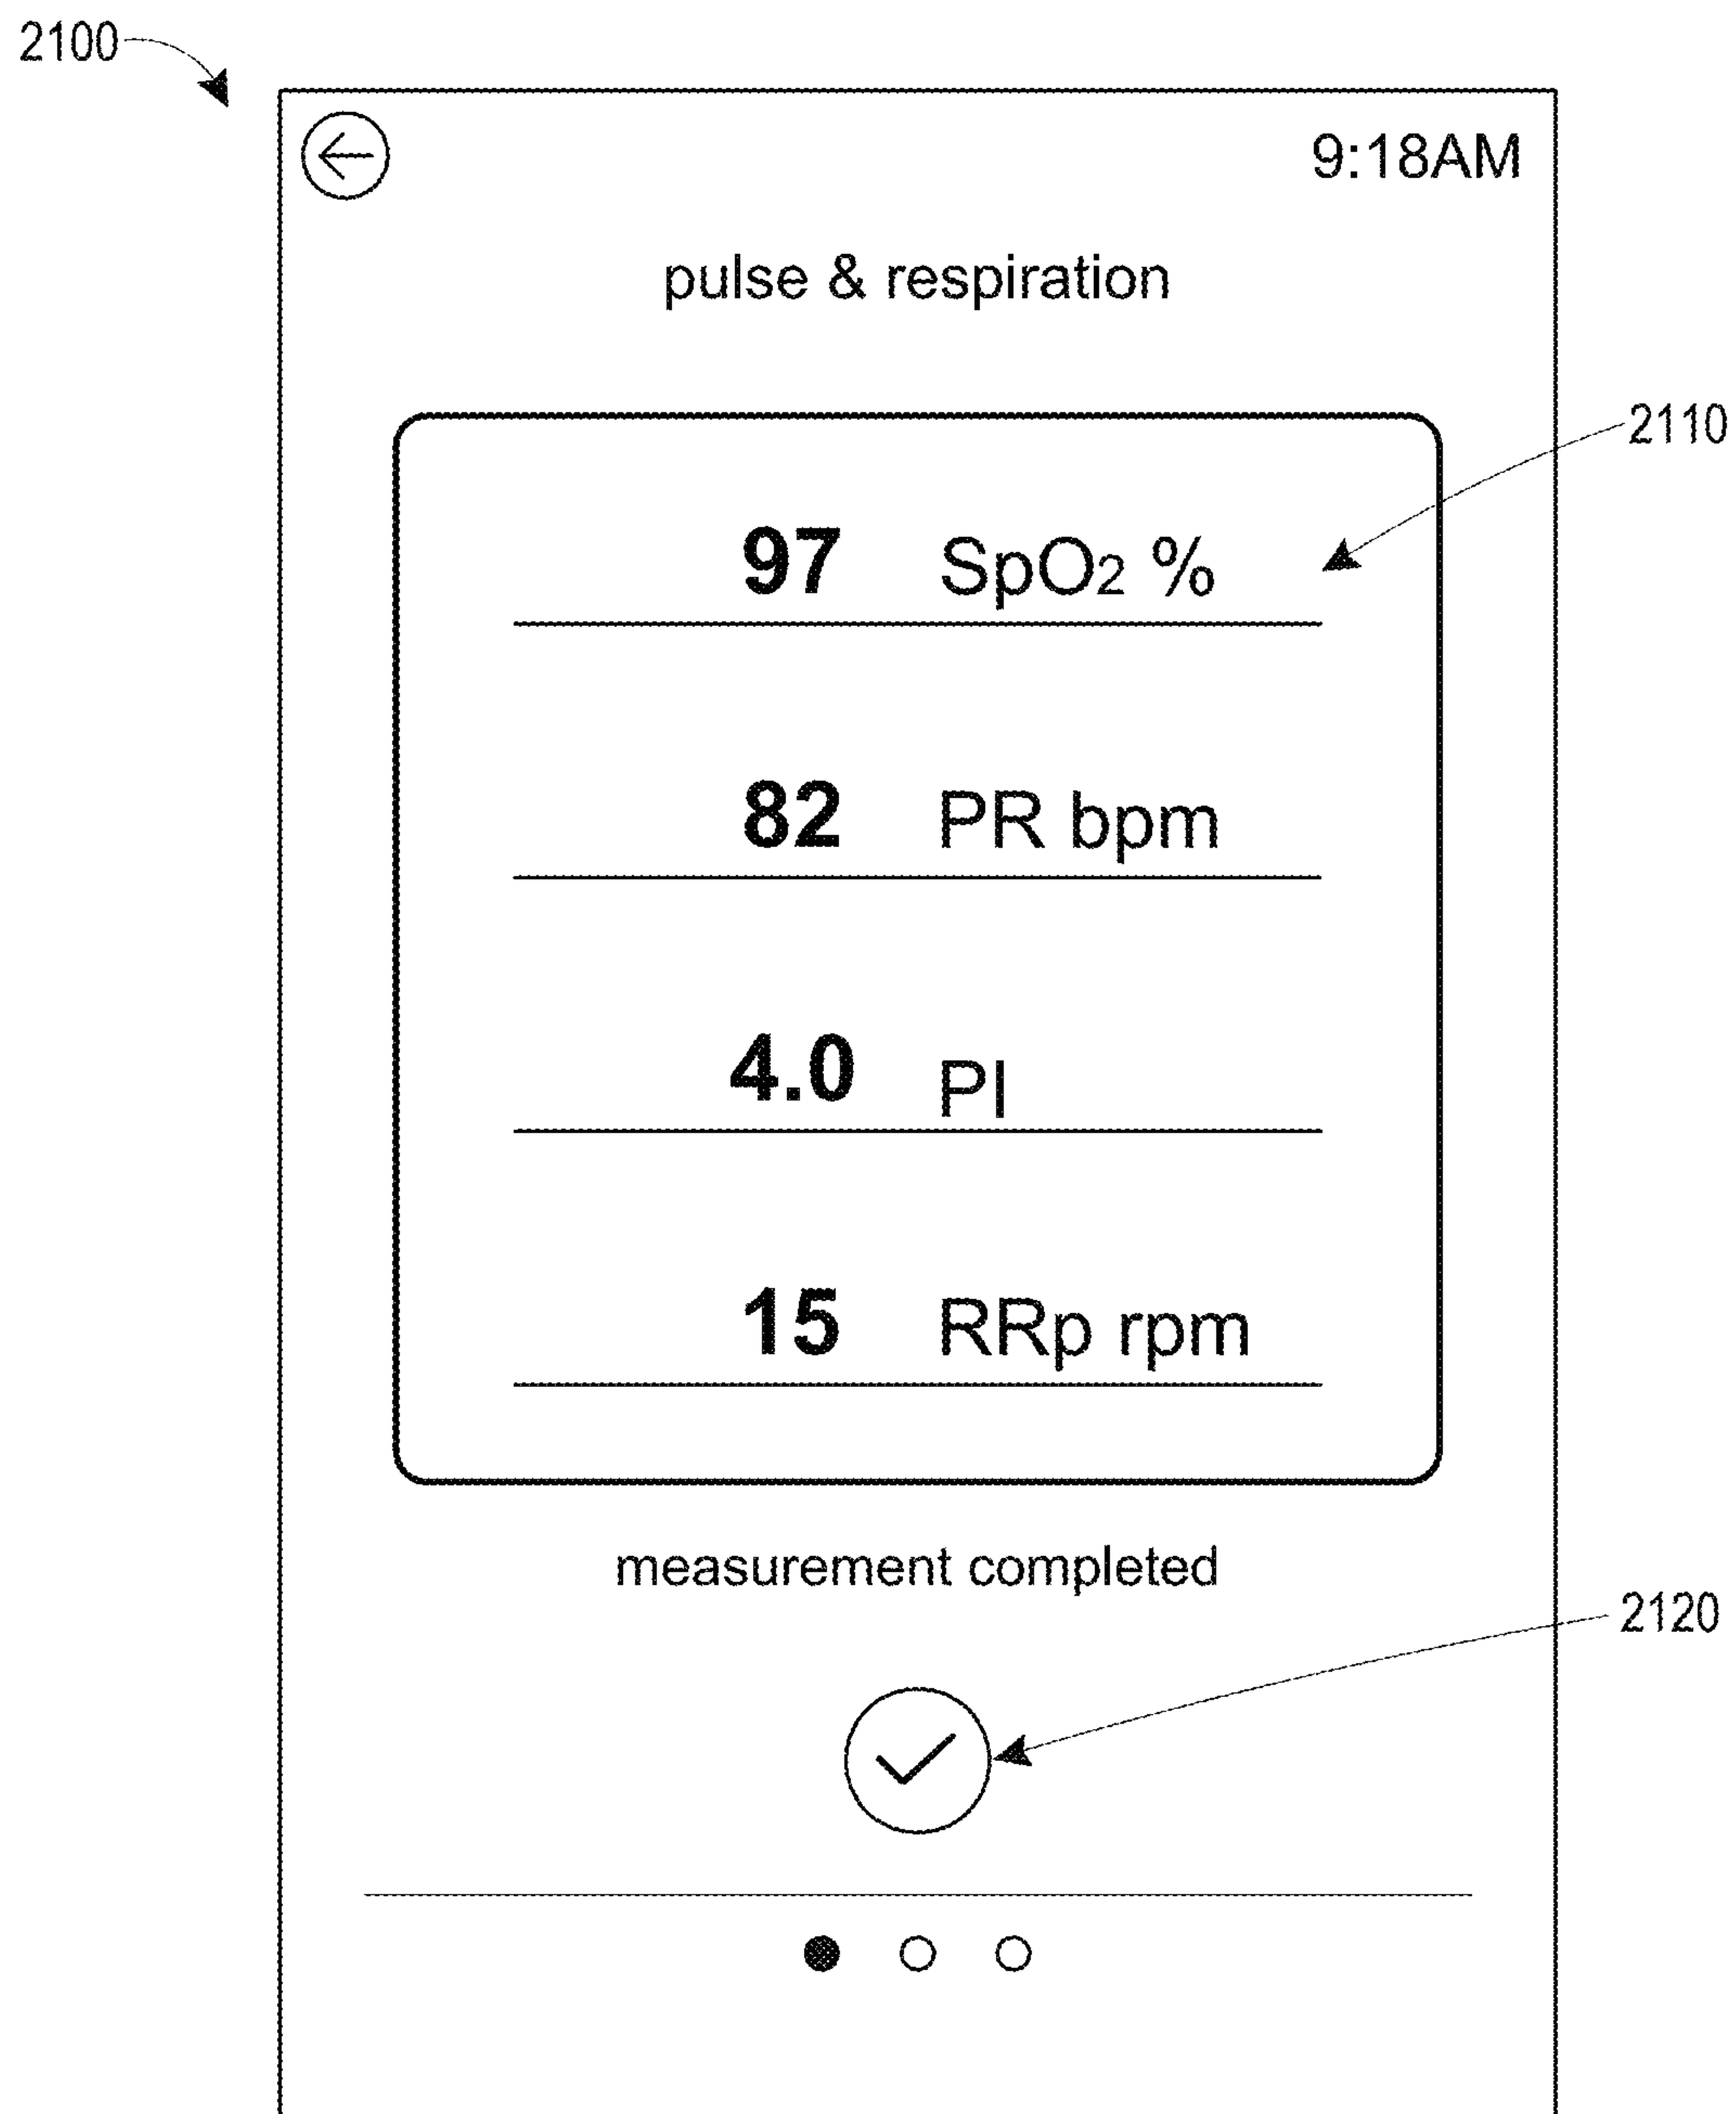 2100
9:18AM
pulse & respiration
2110
97 SpO2 %
82 PR bpm
4.0 PI
15 RRp rpm
measurement completed
2120